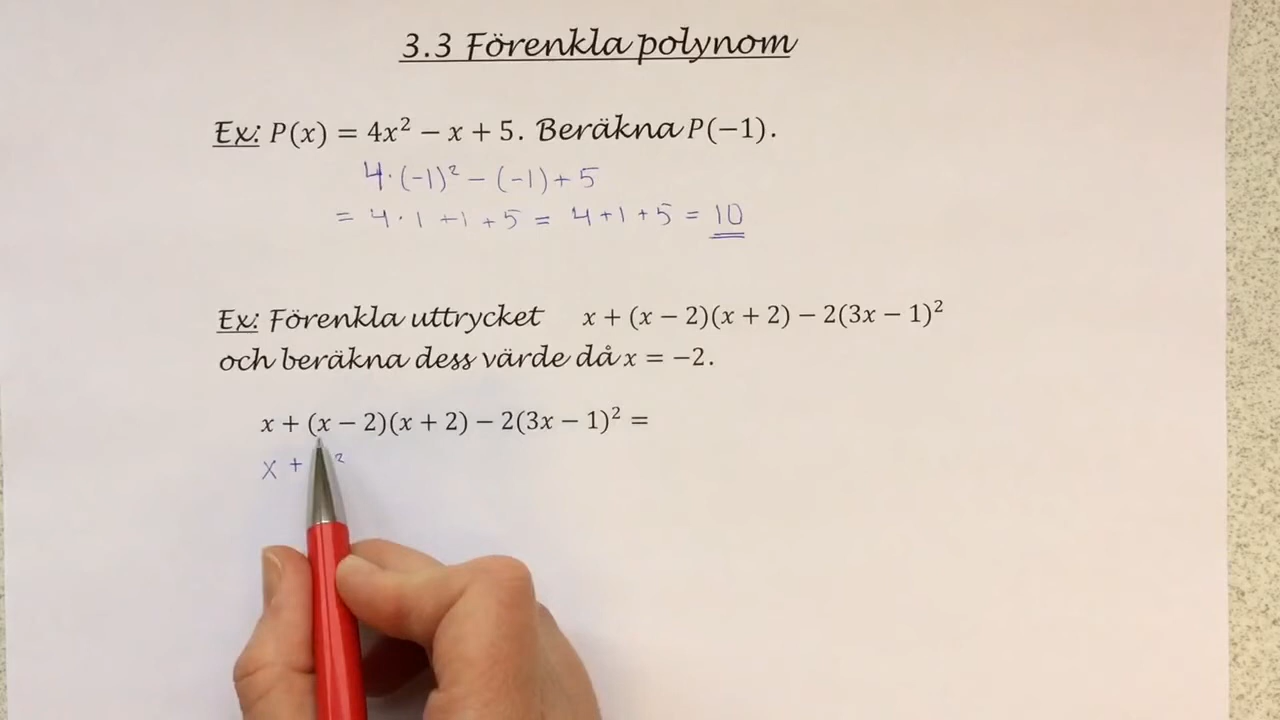 3.3 Förenkla polynom
Ex: P(x) = 4x² − x + 5. Beräkna P(−1).
4·(-1)² - (-1) + 5
= 4·1 +1 +5 = 4+1+5 = 10
Ex: Förenkla uttrycket x + (x − 2)(x + 2) − 2(3x − 1)²
och beräkna dess värde då x = −2.
x + (x − 2)(x + 2) − 2(3x − 1)² =
x + ²